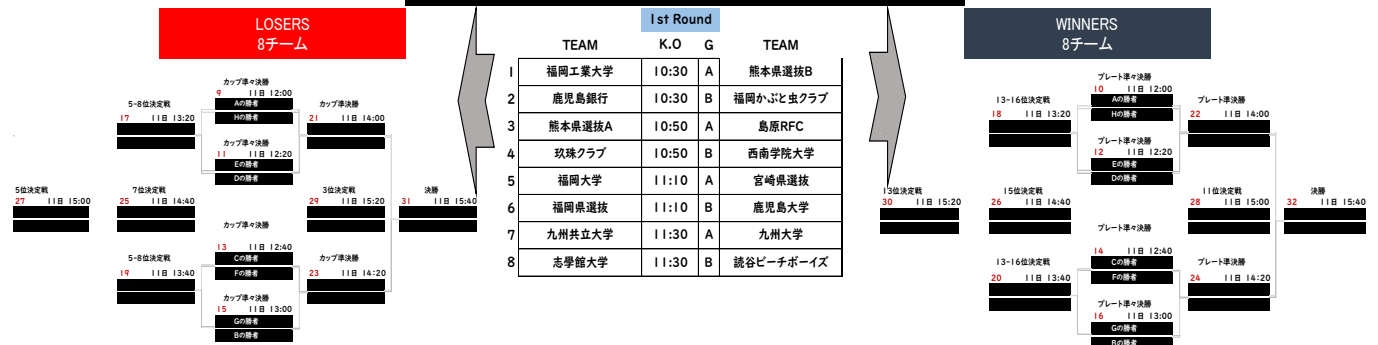 LOSERS
8チーム
1st Round
WINNERS
8チーム
TEAM K.O G TEAM
1 福岡工業大学 10:30 A 熊本県選抜B
2 鹿児島銀行 10:30 B 福岡かぶと虫クラブ
3 熊本県選抜A 10:50 A 島原RFC
4 玖珠クラブ 10:50 B 西南学院大学
5 福岡大学 11:10 A 宮崎県選抜
6 福岡県選抜 11:10 B 鹿児島大学
7 九州共立大学 11:30 A 九州大学
8 志學館大学 11:30 B 読谷ビーチボーイズ
カップ準々決勝
9 11日 12:00
Aの勝者
Hの勝者
5-8位決定戦
17 11日 13:20
カップ準決勝
21 11日 14:00
カップ準々決勝
11 11日 12:20
Eの勝者
Dの勝者
5位決定戦
27 11日 15:00
7位決定戦
25 11日 14:40
3位決定戦
29 11日 15:20
決勝
31 11日 15:40
カップ準々決勝
13 11日 12:40
Cの勝者
Fの勝者
5-8位決定戦
19 11日 13:40
カップ準決勝
23 11日 14:20
カップ準々決勝
15 11日 13:00
Gの勝者
Bの勝者
プレート準々決勝
10 11日 12:00
Aの勝者
Hの勝者
13-16位決定戦
18 11日 13:20
プレート準決勝
22 11日 14:00
プレート準々決勝
12 11日 12:20
Eの勝者
Dの勝者
13位決定戦
30 11日 15:20
15位決定戦
26 11日 14:40
11位決定戦
28 11日 15:00
決勝
32 11日 15:40
プレート準々決勝
14 11日 12:40
Cの勝者
Fの勝者
13-16位決定戦
20 11日 13:40
プレート準決勝
24 11日 14:20
プレート準々決勝
16 11日 13:00
Gの勝者
Bの勝者